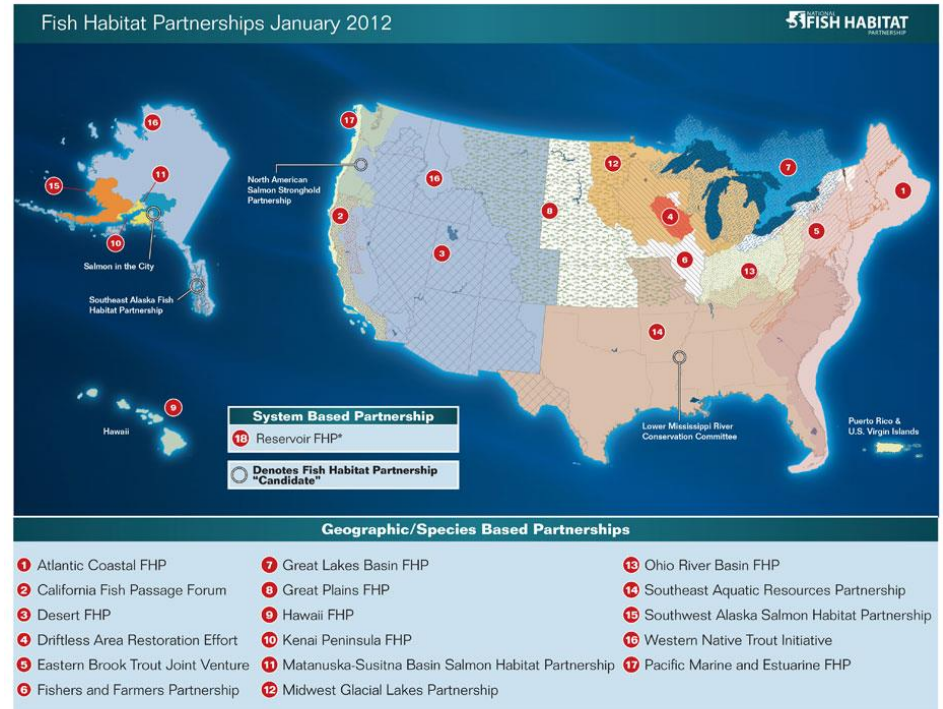 Fish Habitat Partnerships January 2012
NATIONAL
FISH HABITAT
PARTNERSHIP
16
11
15
10
Salmon in the City
Southeast Alaska Fish
Habitat Partnership
9
Hawaii
17
North American
Salmon Stronghold
Partnership
16
2
3
8
12
4
6
7
1
5
13
14
Lower Mississippi River
Conservation Committee
Puerto Rico &
U.S. Virgin Islands
System Based Partnership
18 Reservoir FHP*
Denotes Fish Habitat Partnership
"Candidate"
Geographic/Species Based Partnerships
1 Atlantic Coastal FHP
2 California Fish Passage Forum
3 Desert FHP
4 Driftless Area Restoration Effort
5 Eastern Brook Trout Joint Venture
6 Fishers and Farmers Partnership
7 Great Lakes Basin FHP
8 Great Plains FHP
9 Hawaii FHP
10 Kenai Peninsula FHP
11 Matanuska-Susitna Basin Salmon Habitat Partnership
12 Midwest Glacial Lakes Partnership
13 Ohio River Basin FHP
14 Southeast Aquatic Resources Partnership
15 Southwest Alaska Salmon Habitat Partnership
16 Western Native Trout Initiative
17 Pacific Marine and Estuarine FHP